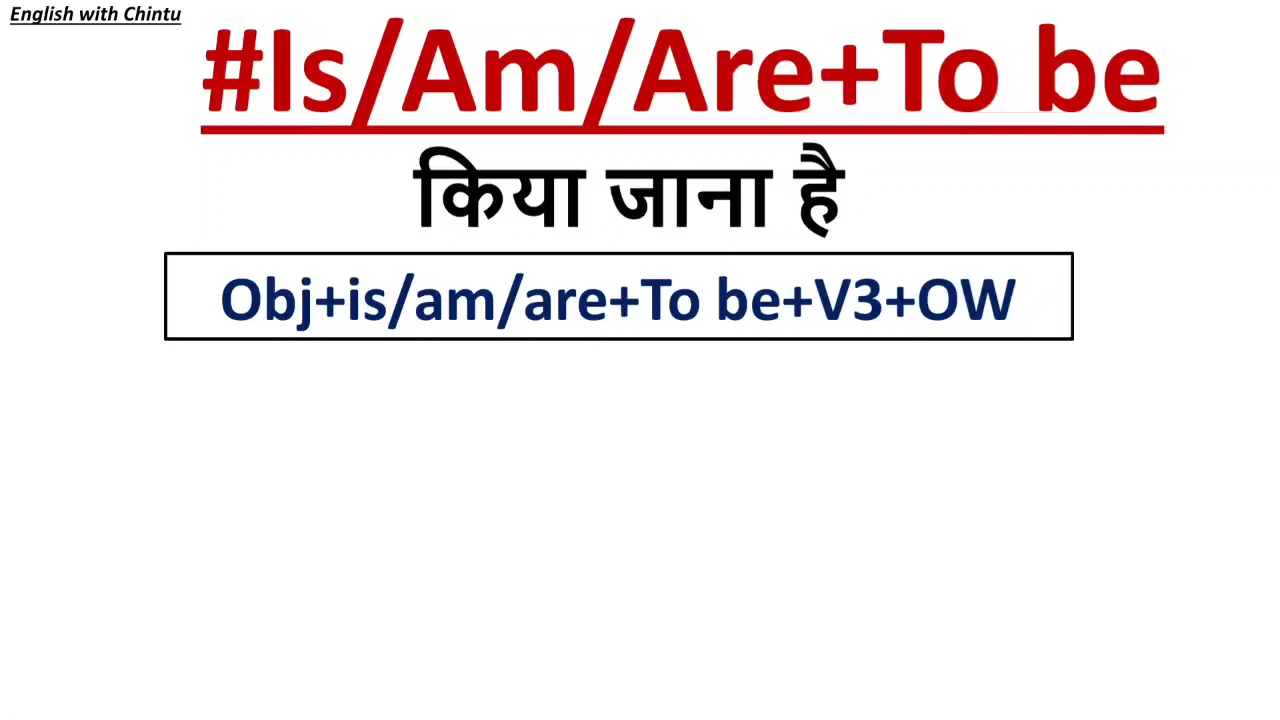 English with Chintu
#Is/Am/Are+To be
किया जाना है
Obj+is/am/are+To be+V3+OW